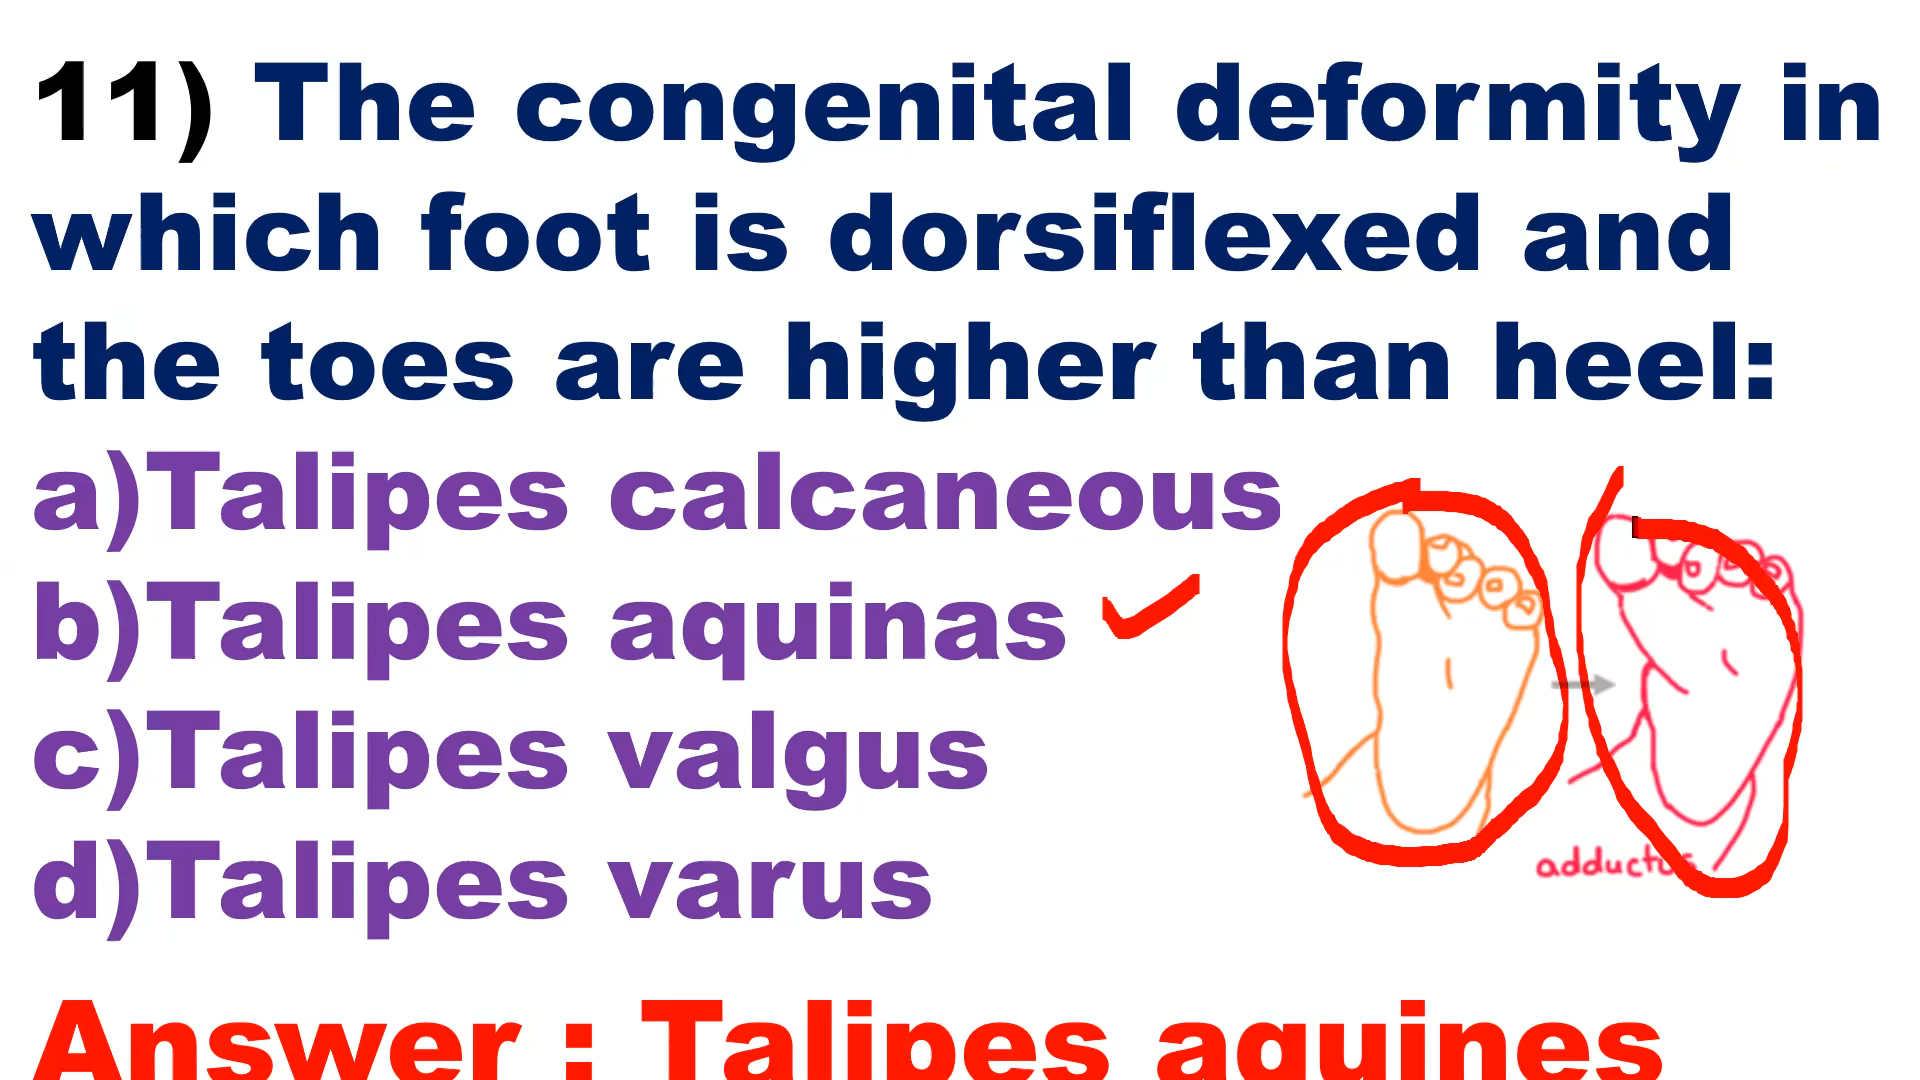 11) The congenital deformity in
which foot is dorsiflexed and
the toes are higher than heel:
a)Talipes calcaneous
b)Talipes aquinas
c)Talipes valgus
d)Talipes varus
adductus
Answer : Talipes aquines